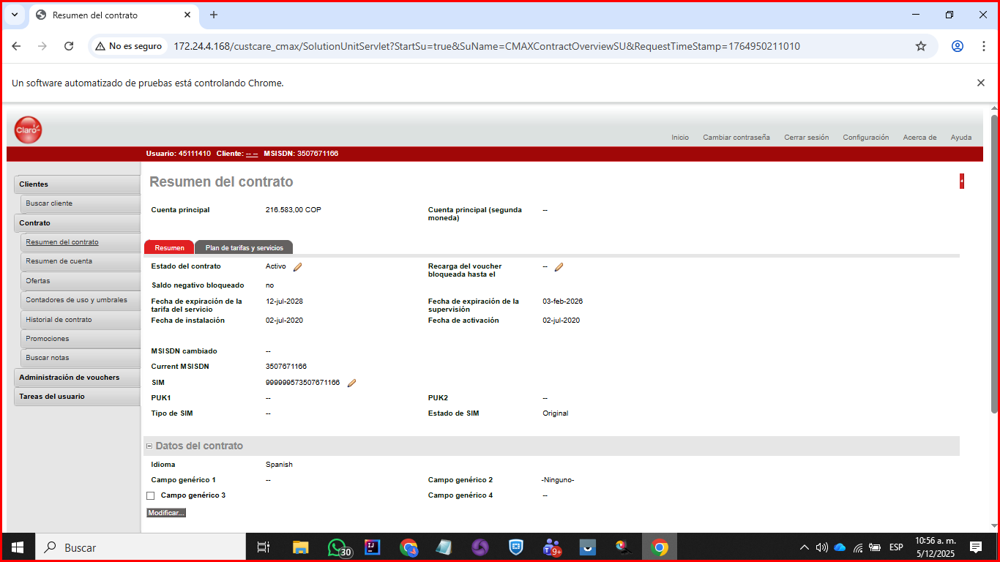 Resumen del contrato
No es seguro
172.24.4.168/custcare_cmax/SolutionUnitServlet?StartSu=true&SuName=CMAXContractOverviewSU&RequestTimeStamp=1764950211010
Un software automatizado de pruebas está controlando Chrome.
Claro
Inicio Cambiar contraseña Cerrar sesión Configuración Acerca de Ayuda
Usuario: 45111410 Cliente: -- -- MSISDN: 3507671166
Clientes
Buscar cliente
Contrato
Resumen del contrato
Resumen de cuenta
Ofertas
Contadores de uso y umbrales
Historial de contrato
Promociones
Buscar notas
Administración de vouchers
Tareas del usuario
Resumen del contrato
Cuenta principal 216.583,00 COP Cuenta principal (segunda --
moneda)
Resumen Plan de tarifas y servicios
Estado del contrato Activo Recarga del voucher --
bloqueada hasta el
Saldo negativo bloqueado no
Fecha de expiración de la 12-jul-2028 Fecha de expiración de la 03-feb-2026
tarifa del servicio supervisión
Fecha de instalación 02-jul-2020 Fecha de activación 02-jul-2020
MSISDN cambiado --
Current MSISDN 3507671166
SIM 999999573507671166
PUK1 -- PUK2 --
Tipo de SIM -- Estado de SIM Original
Datos del contrato
Idioma Spanish
Campo genérico 1 -- Campo genérico 2 -Ninguno-
Campo genérico 3 Campo genérico 4 --
Modificar...
Buscar
30
9+
ESP
10:56 a. m.
5/12/2025